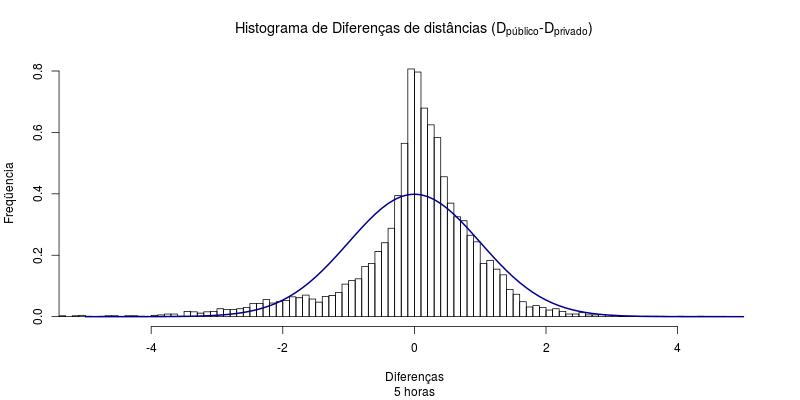 Histograma de Diferenças de distâncias (Dpúblico-Dprivado)
Freqüencia
0.8
0.6
0.4
0.2
0.0
-4 -2 0 2 4
Diferenças
5 horas